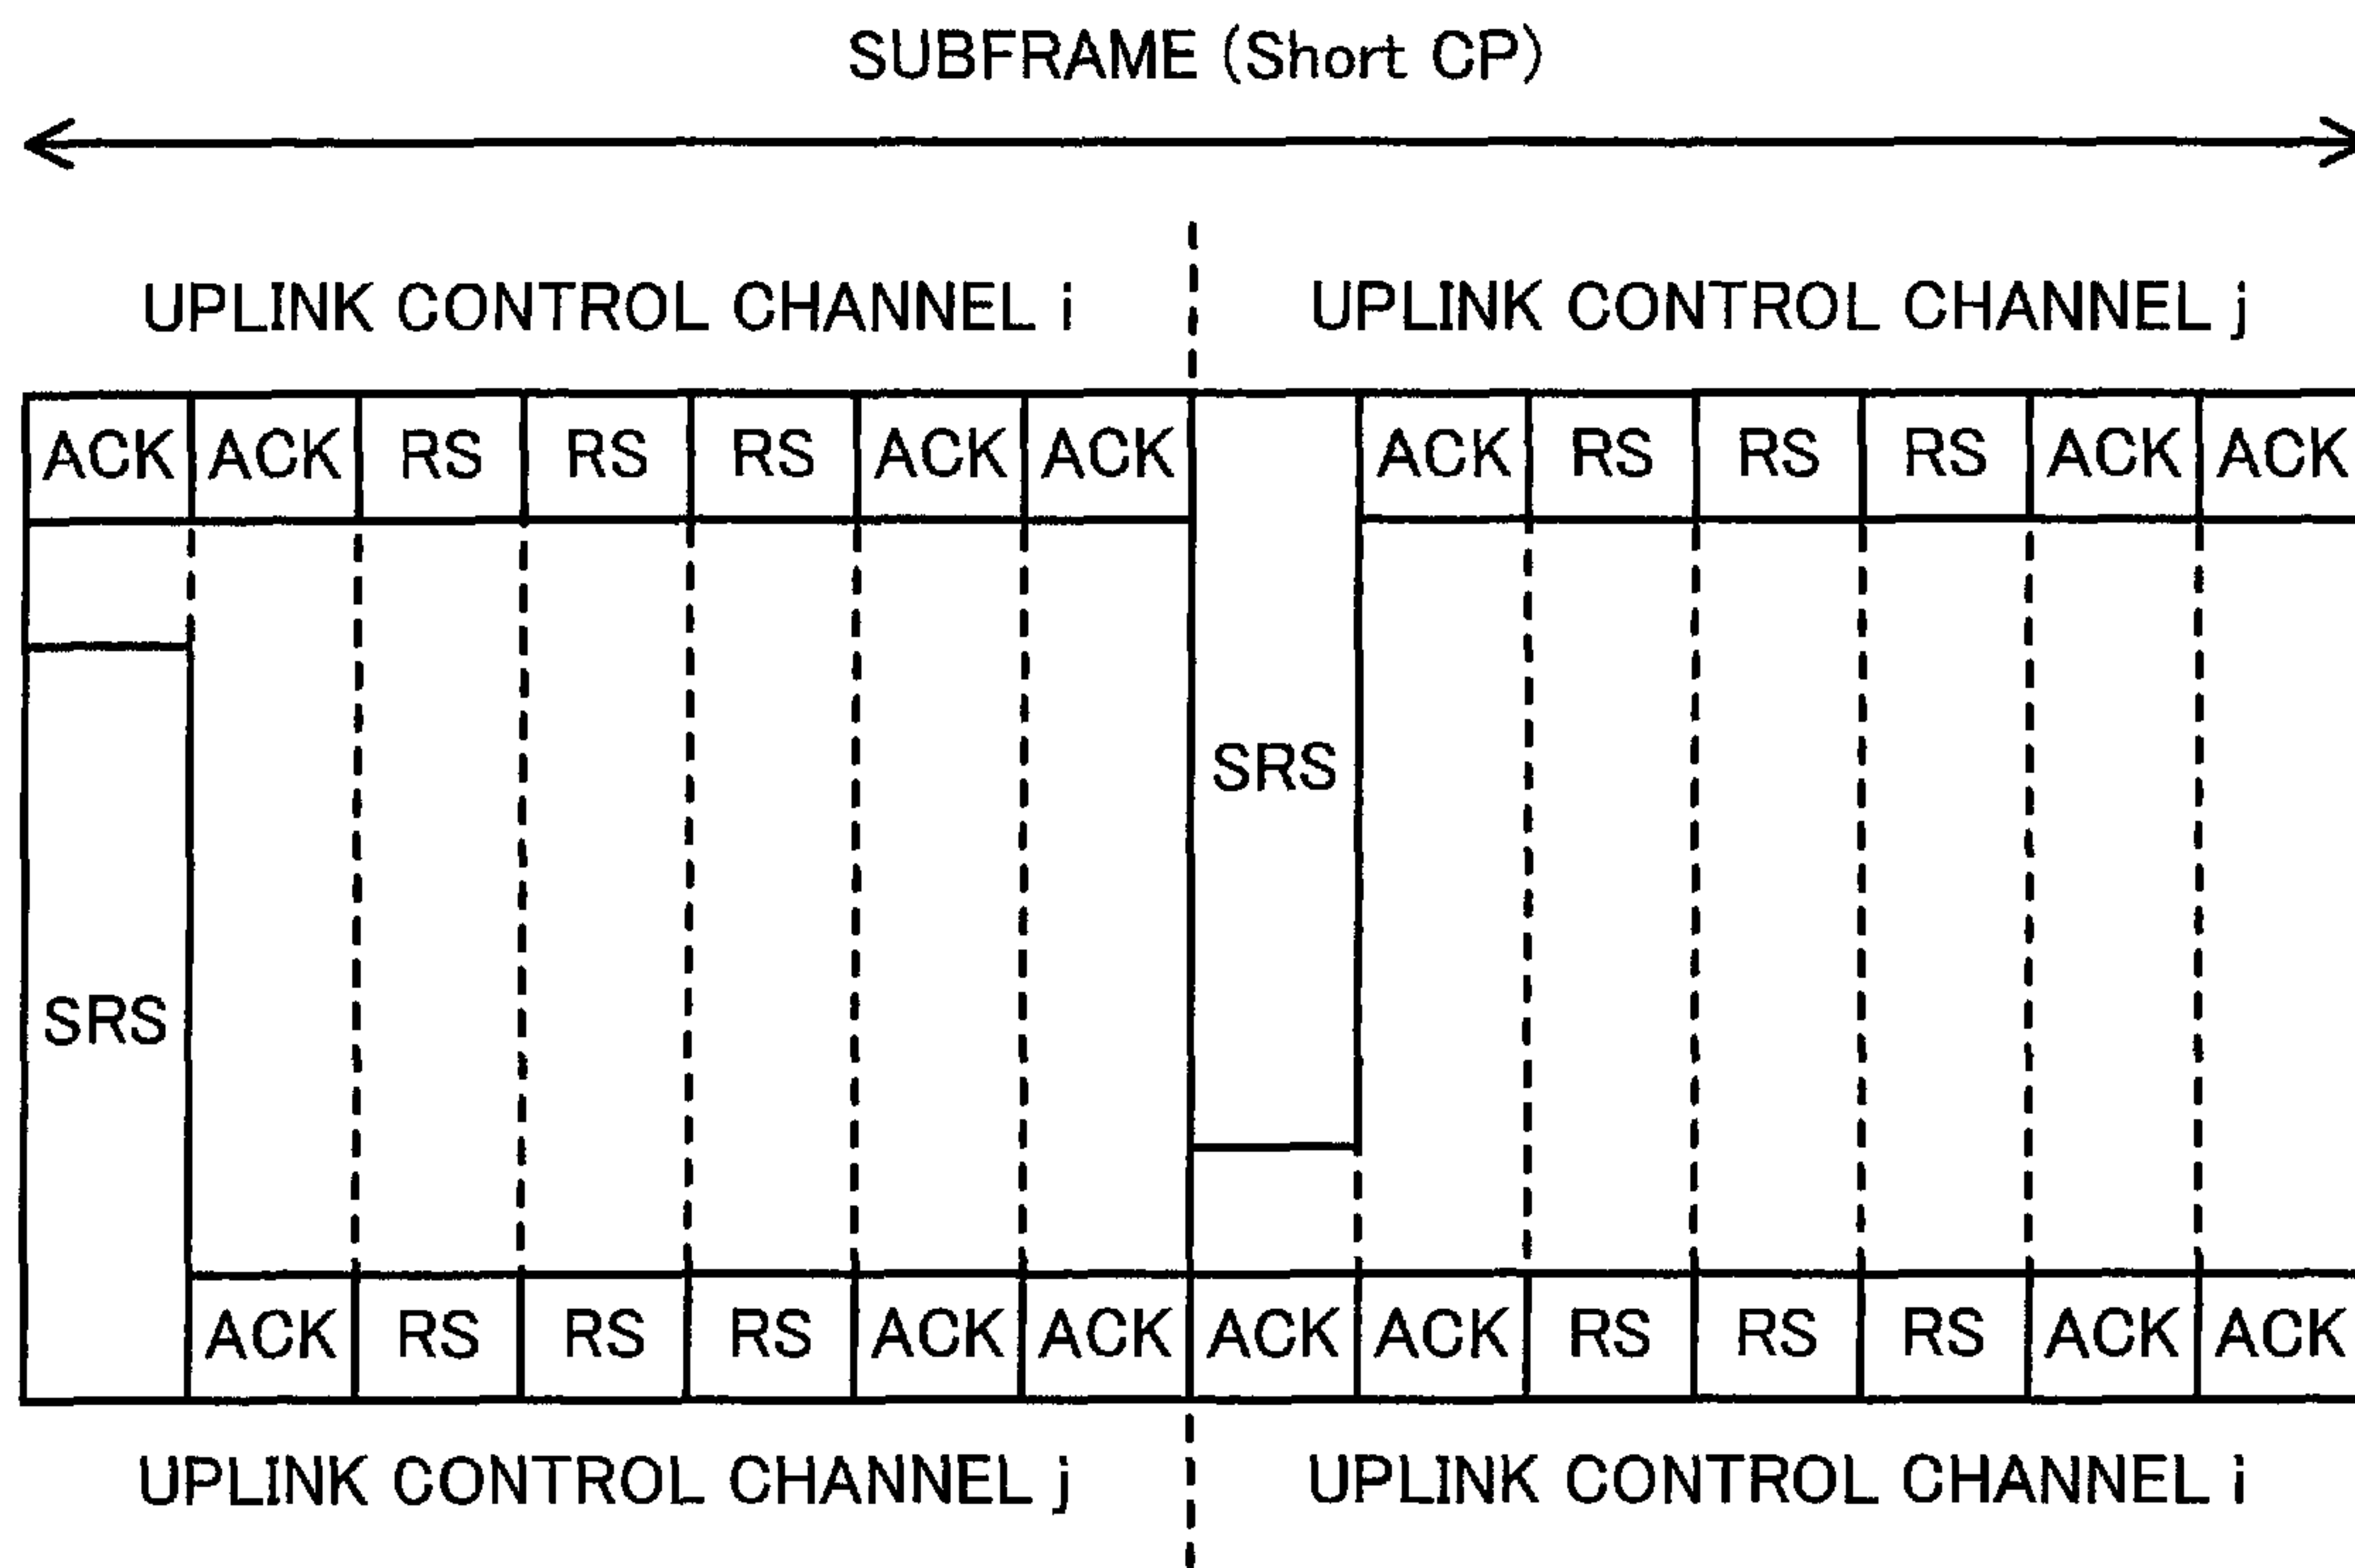 SUBFRAME (Short CP)
UPLINK CONTROL CHANNEL i UPLINK CONTROL CHANNEL j
ACK ACK RS RS RS ACK ACK ACK RS RS RS ACK ACK
SRS
SRS
ACK RS RS RS ACK ACK ACK ACK RS RS RS ACK ACK
UPLINK CONTROL CHANNEL j UPLINK CONTROL CHANNEL i